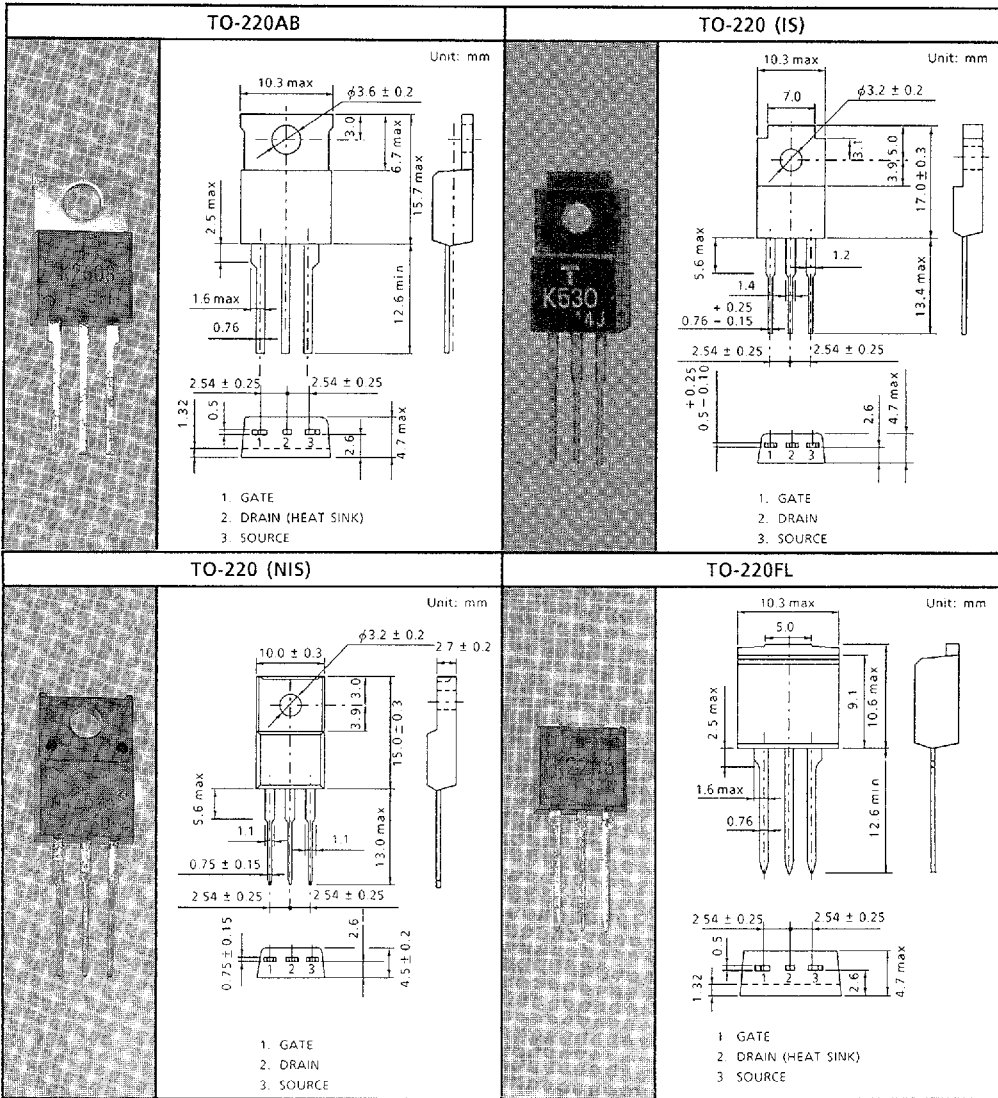 TO-220AB
Unit: mm
10.3 max
ϕ3.6 ± 0.2
3.0
6.7 max
15.7 max
2.5 max
1.6 max
0.76
12.6 min
2.54 ± 0.25
2.54 ± 0.25
1.32
0.5
1 2 3
2.6
4.7 max
1. GATE
2. DRAIN (HEAT SINK)
3. SOURCE
TO-220 (IS)
Unit: mm
10.3 max
7.0
ϕ3.2 ± 0.2
3.1
3.9 5.0
17.0 ± 0.3
5.6 max
1.2
1.4
+ 0.25
0.76 – 0.15
13.4 max
2.54 ± 0.25
2.54 ± 0.25
+ 0.25
0.5 – 0.10
1 2 3
2.6
4.7 max
1. GATE
2. DRAIN
3. SOURCE
T
K530
4J
TO-220 (NIS)
Unit: mm
10.0 ± 0.3
ϕ3.2 ± 0.2
2.7 ± 0.2
3.9 3.0
15.0 ± 0.3
5.6 max
1.1
1.1
0.75 ± 0.15
13.0 max
2.54 ± 0.25
2.54 ± 0.25
0.75 ± 0.15
1 2 3
2.6
4.5 ± 0.2
1. GATE
2. DRAIN
3. SOURCE
TO-220FL
Unit: mm
10.3 max
5.0
9.1
10.6 max
2.5 max
1.6 max
0.76
12.6 min
2.54 ± 0.25
2.54 ± 0.25
0.5
1.32
1 2 3
2.6
4.7 max
1 GATE
2 DRAIN (HEAT SINK)
3 SOURCE